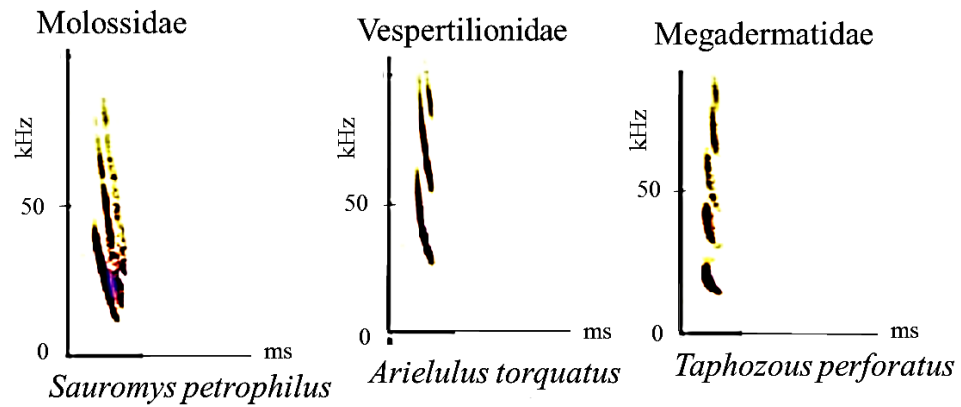 Molossidae
kHz
50
0
ms
Sauromys petrophilus
Vespertilionidae
kHz
50
0
ms
Arielulus torquatus
Megadermatidae
kHz
50
0
ms
Taphozous perforatus